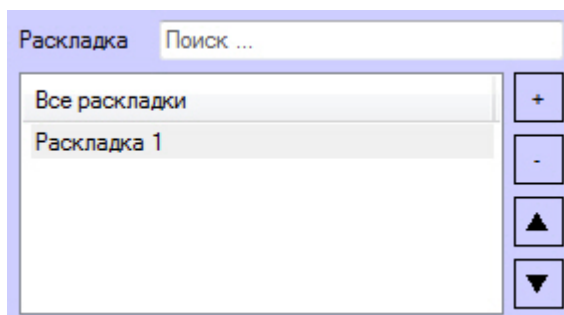 Раскладка Поиск ...
Все раскладки +
Раскладка 1
-
▲
▼